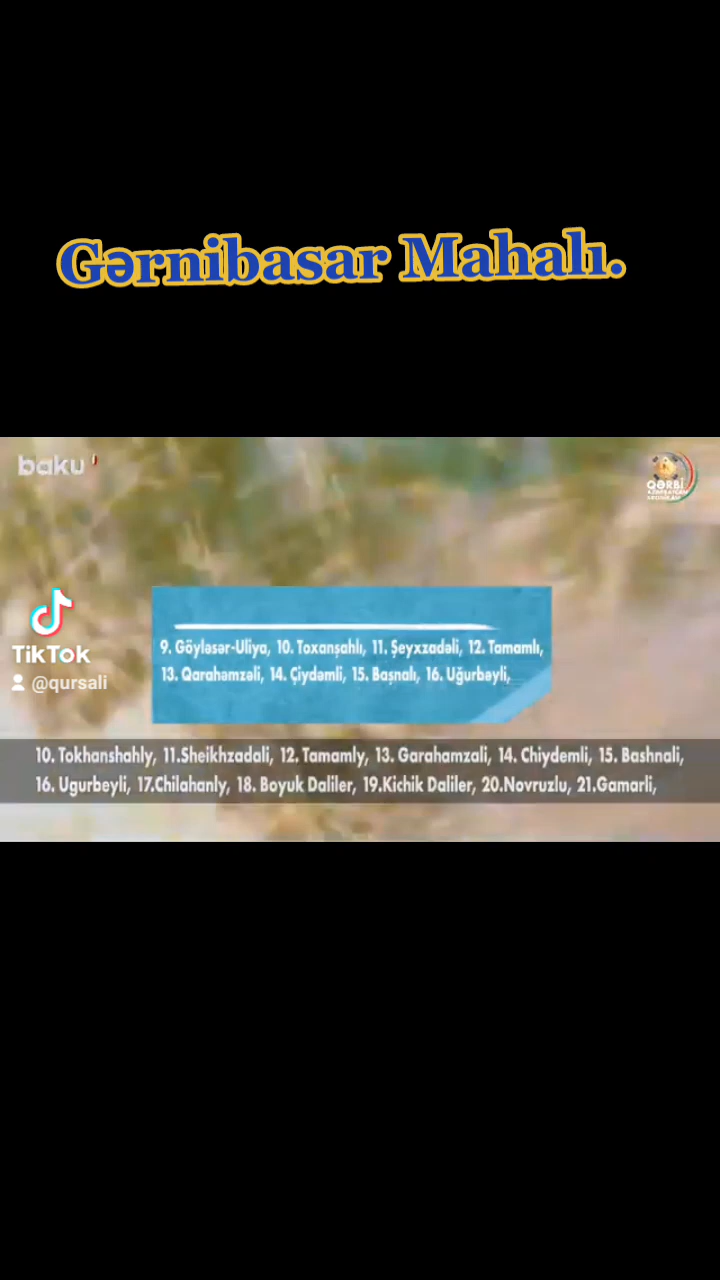 Gərnibasar Mahalı.
baku
QƏRBİ
TikTok
@qursali
9. Göyləsər-Uliya, 10. Toxanşahlı, 11. Şeyxzadəli, 12. Tamamlı,
13. Qarahəmzəli, 14. Çiydəmli, 15. Başnalı, 16. Uğurbəyli,
10. Tokhanshahly, 11.Sheikhzadali, 12. Tamamly, 13. Garahamzali, 14. Chiydemli, 15. Bashnali,
16. Ugurbeyli, 17.Chilahanly, 18. Boyuk Daliler, 19.Kichik Daliler, 20.Novruzlu, 21.Gamarli,